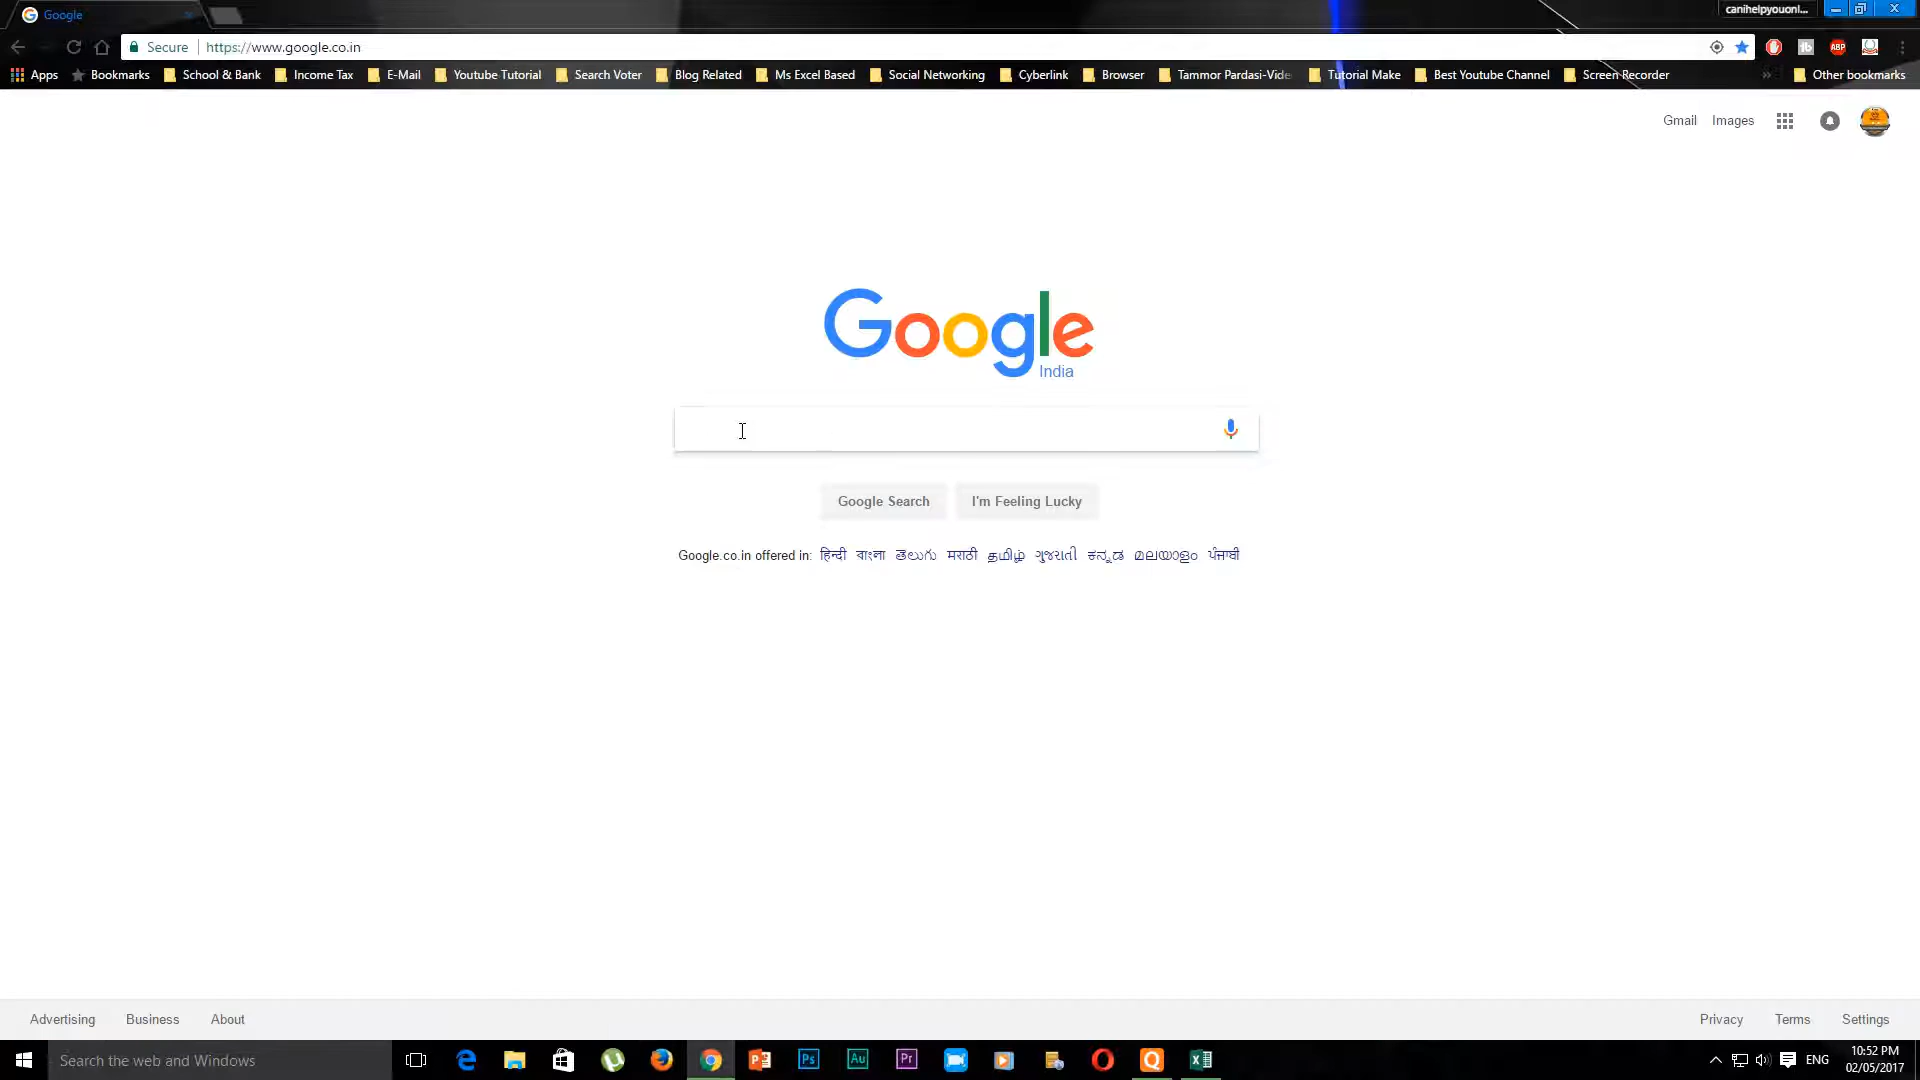 Google
canihelpyouonl...
Secure https://www.google.co.in
ABP
Apps Bookmarks School & Bank Income Tax E-Mail Youtube Tutorial Search Voter Blog Related Ms Excel Based Social Networking Cyberlink Browser Tammor Pardasi-Vide Tutorial Make Best Youtube Channel Screen Recorder » Other bookmarks
Gmail Images
Google
India
Google Search I'm Feeling Lucky
Google.co.in offered in: हिन्दी বাংলা తెలుగు मराठी தமிழ் ગુજરાતી ಕನ್ನಡ മലയാളം ਪੰਜਾਬੀ
Advertising Business About Privacy Terms Settings
Search the web and Windows Ps Au Pr ENG 10:52 PM
02/05/2017